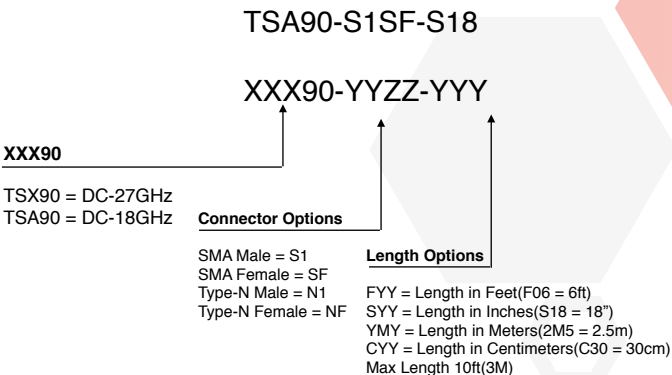 TSA90-S1SF-S18
XXX90-YYZZ-YYY
XXX90
TSX90 = DC-27GHz
TSA90 = DC-18GHz
Connector Options
SMA Male = S1
SMA Female = SF
Type-N Male = N1
Type-N Female = NF
Length Options
FYY = Length in Feet(F06 = 6ft)
SYY = Length in Inches(S18 = 18”)
YMY = Length in Meters(2M5 = 2.5m)
CYY = Length in Centimeters(C30 = 30cm)
Max Length 10ft(3M)